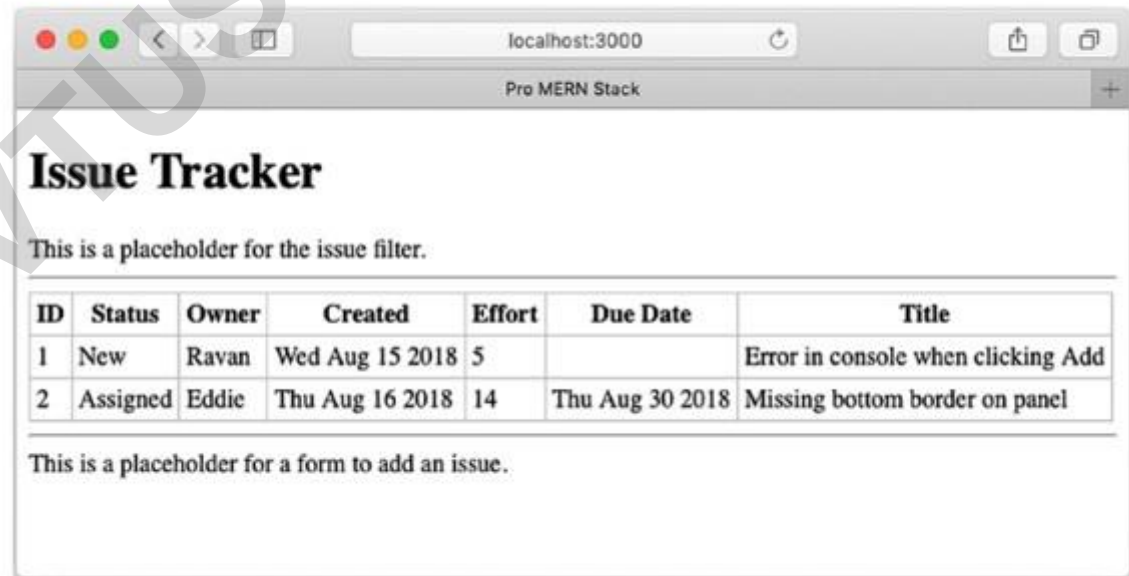 localhost:3000
Pro MERN Stack
Issue Tracker
This is a placeholder for the issue filter.
ID Status Owner Created Effort Due Date Title
1 New Ravan Wed Aug 15 2018 5 Error in console when clicking Add
2 Assigned Eddie Thu Aug 16 2018 14 Thu Aug 30 2018 Missing bottom border on panel
This is a placeholder for a form to add an issue.